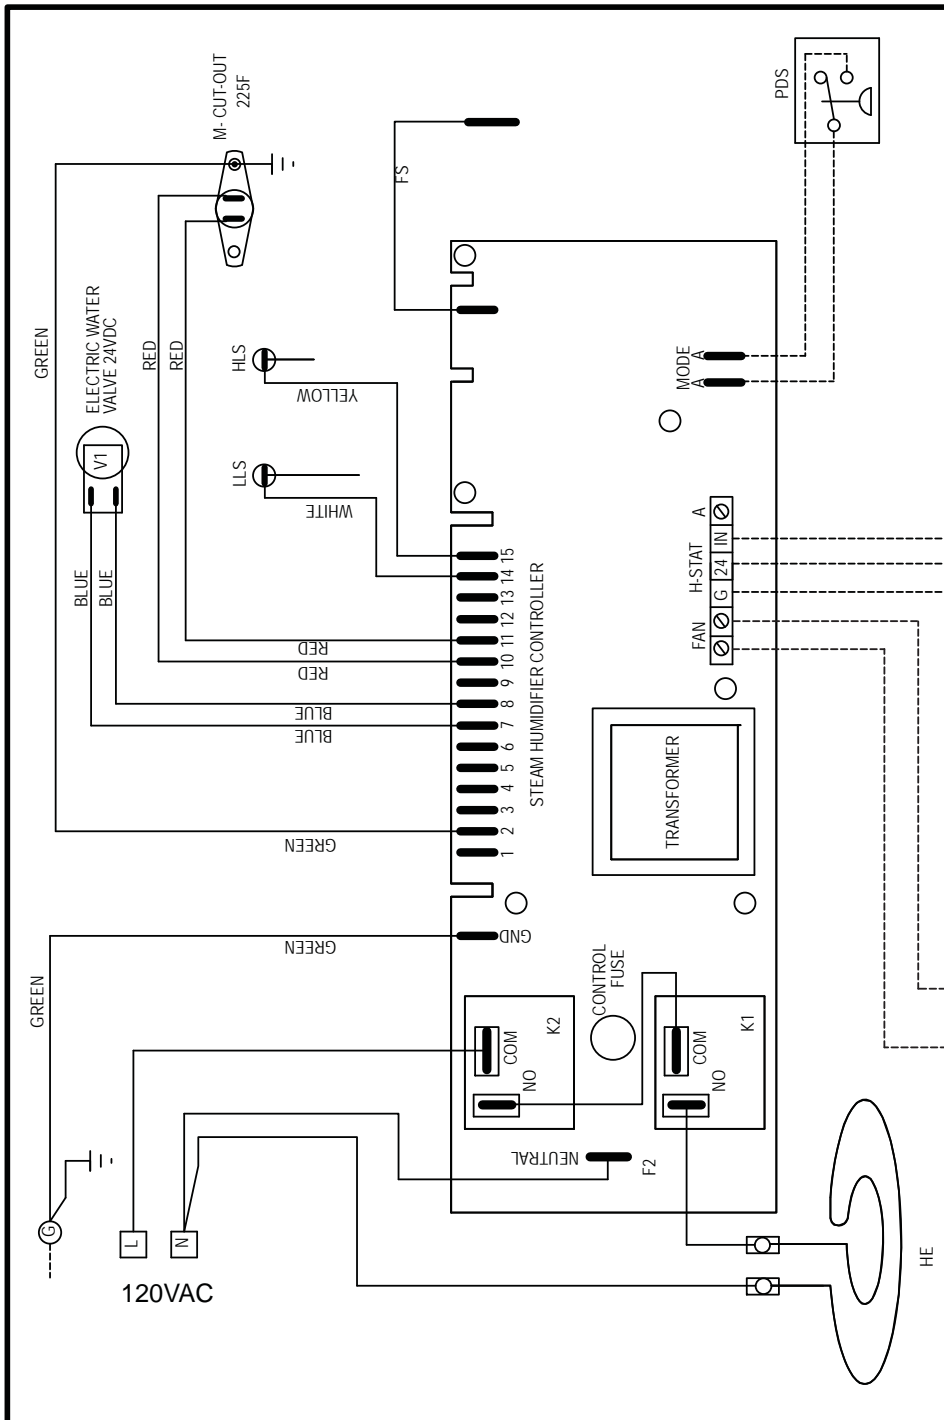 M- CUT-OUT
225F
PDS
FS
GREEN
ELECTRIC WATER
VALVE 24VDC
RED
RED
HLS
YELLOW
MODE
A
A
V1
LLS
WHITE
BLUE
BLUE
H-STAT
A
IN
24
G
FAN
15
14
13
12
11
10
9
8
7
6
5
4
3
2
1
RED
RED
BLUE
BLUE
STEAM HUMIDIFIER CONTROLLER
TRANSFORMER
GREEN
GND
GREEN
GREEN
CONTROL
FUSE
K2
COM
NO
K1
COM
NO
NEUTRAL
F2
G
L
N
120VAC
HE